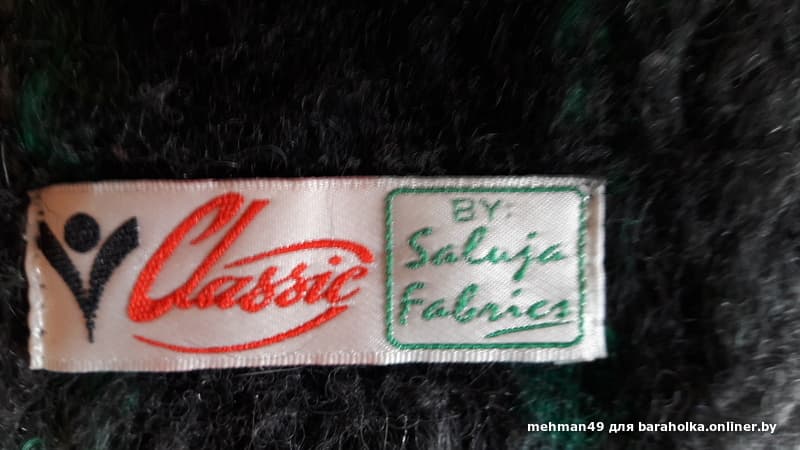 Classic
BY:
Saluja
Fabrics
mehman49 для baraholka.onliner.by